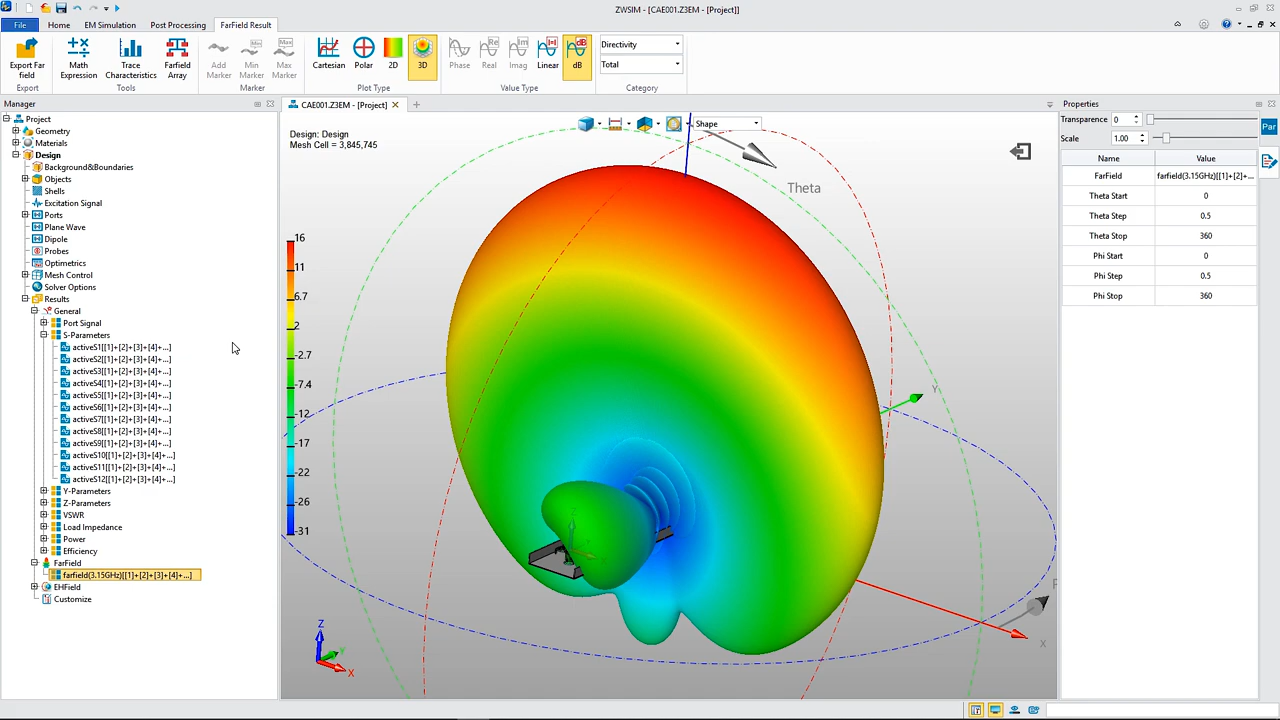 ZWSIM - [CAE001.Z3EM - [Project]]
File Home EM Simulation Post Processing FarField Result
Export Far field
Math Expression
Trace Characteristics
Farfield Array
Add Marker
Min Marker
Max Marker
Cartesian
Polar
2D
3D
Phase
Real
Imag
Linear
dB
Directivity
Total
Export Tools Marker Plot Type Value Type Category
Manager
CAE001.Z3EM - [Project]
Properties
Project
Geometry
Materials
Design
Background&Boundaries
Objects
Shells
Excitation Signal
Ports
Plane Wave
Dipole
Probes
Optimetrics
Mesh Control
Solver Options
Results
General
Port Signal
S-Parameters
activeS1[[1]+[2]+[3]+[4]+...]
activeS2[[1]+[2]+[3]+[4]+...]
activeS3[[1]+[2]+[3]+[4]+...]
activeS4[[1]+[2]+[3]+[4]+...]
activeS5[[1]+[2]+[3]+[4]+...]
activeS6[[1]+[2]+[3]+[4]+...]
activeS7[[1]+[2]+[3]+[4]+...]
activeS8[[1]+[2]+[3]+[4]+...]
activeS9[[1]+[2]+[3]+[4]+...]
activeS10[[1]+[2]+[3]+[4]+...]
activeS11[[1]+[2]+[3]+[4]+...]
activeS12[[1]+[2]+[3]+[4]+...]
Y-Parameters
Z-Parameters
VSWR
Load Impedance
Power
Efficiency
FarField
farfield(3.15GHz)[[1]+[2]+[3]+[4]+...]
EHField
Customize
Shape
Design: Design
Mesh Cell = 3,845,745
Theta
16
11
6.7
2
-2.7
-7.4
-12
-17
-22
-26
-31
Y
X
Z
Y
X
Transparence 0
Scale 1.00
Par
Name Value
FarField farfield(3.15GHz)[[1]+[2]+...
Theta Start 0
Theta Step 0.5
Theta Stop 360
Phi Start 0
Phi Step 0.5
Phi Stop 360